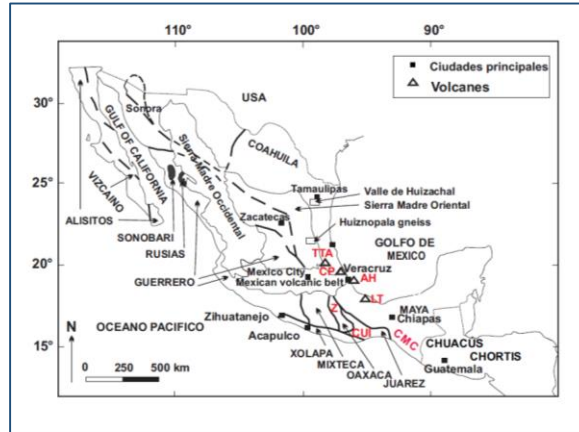 110°
100°
90°
Ciudades principales
Volcanes
30°
USA
Sonora
COAHUILA
GULF OF CALIFORNIA
Sierra Madre Occidental
25°
VIZCAINO
Tamaulipas
Valle de Huizachal
Sierra Madre Oriental
ALISITOS
Zacatecas
Huiznopala gneiss
SONOBARI
GOLFO DE
MEXICO
RUSIAS
TTA
20°
GUERRERO
CP
Veracruz
Mexico City
AH
Mexican volcanic belt
LT
N
Z
MAYA
OCEANO PACIFICO
Zihuatanejo
Chiapas
CUI
CMC
CHUACÚS
Acapulco
15°
CHORTIS
XOLAPA
MIXTECA
Guatemala
OAXACA
JUAREZ
0
250
500 km